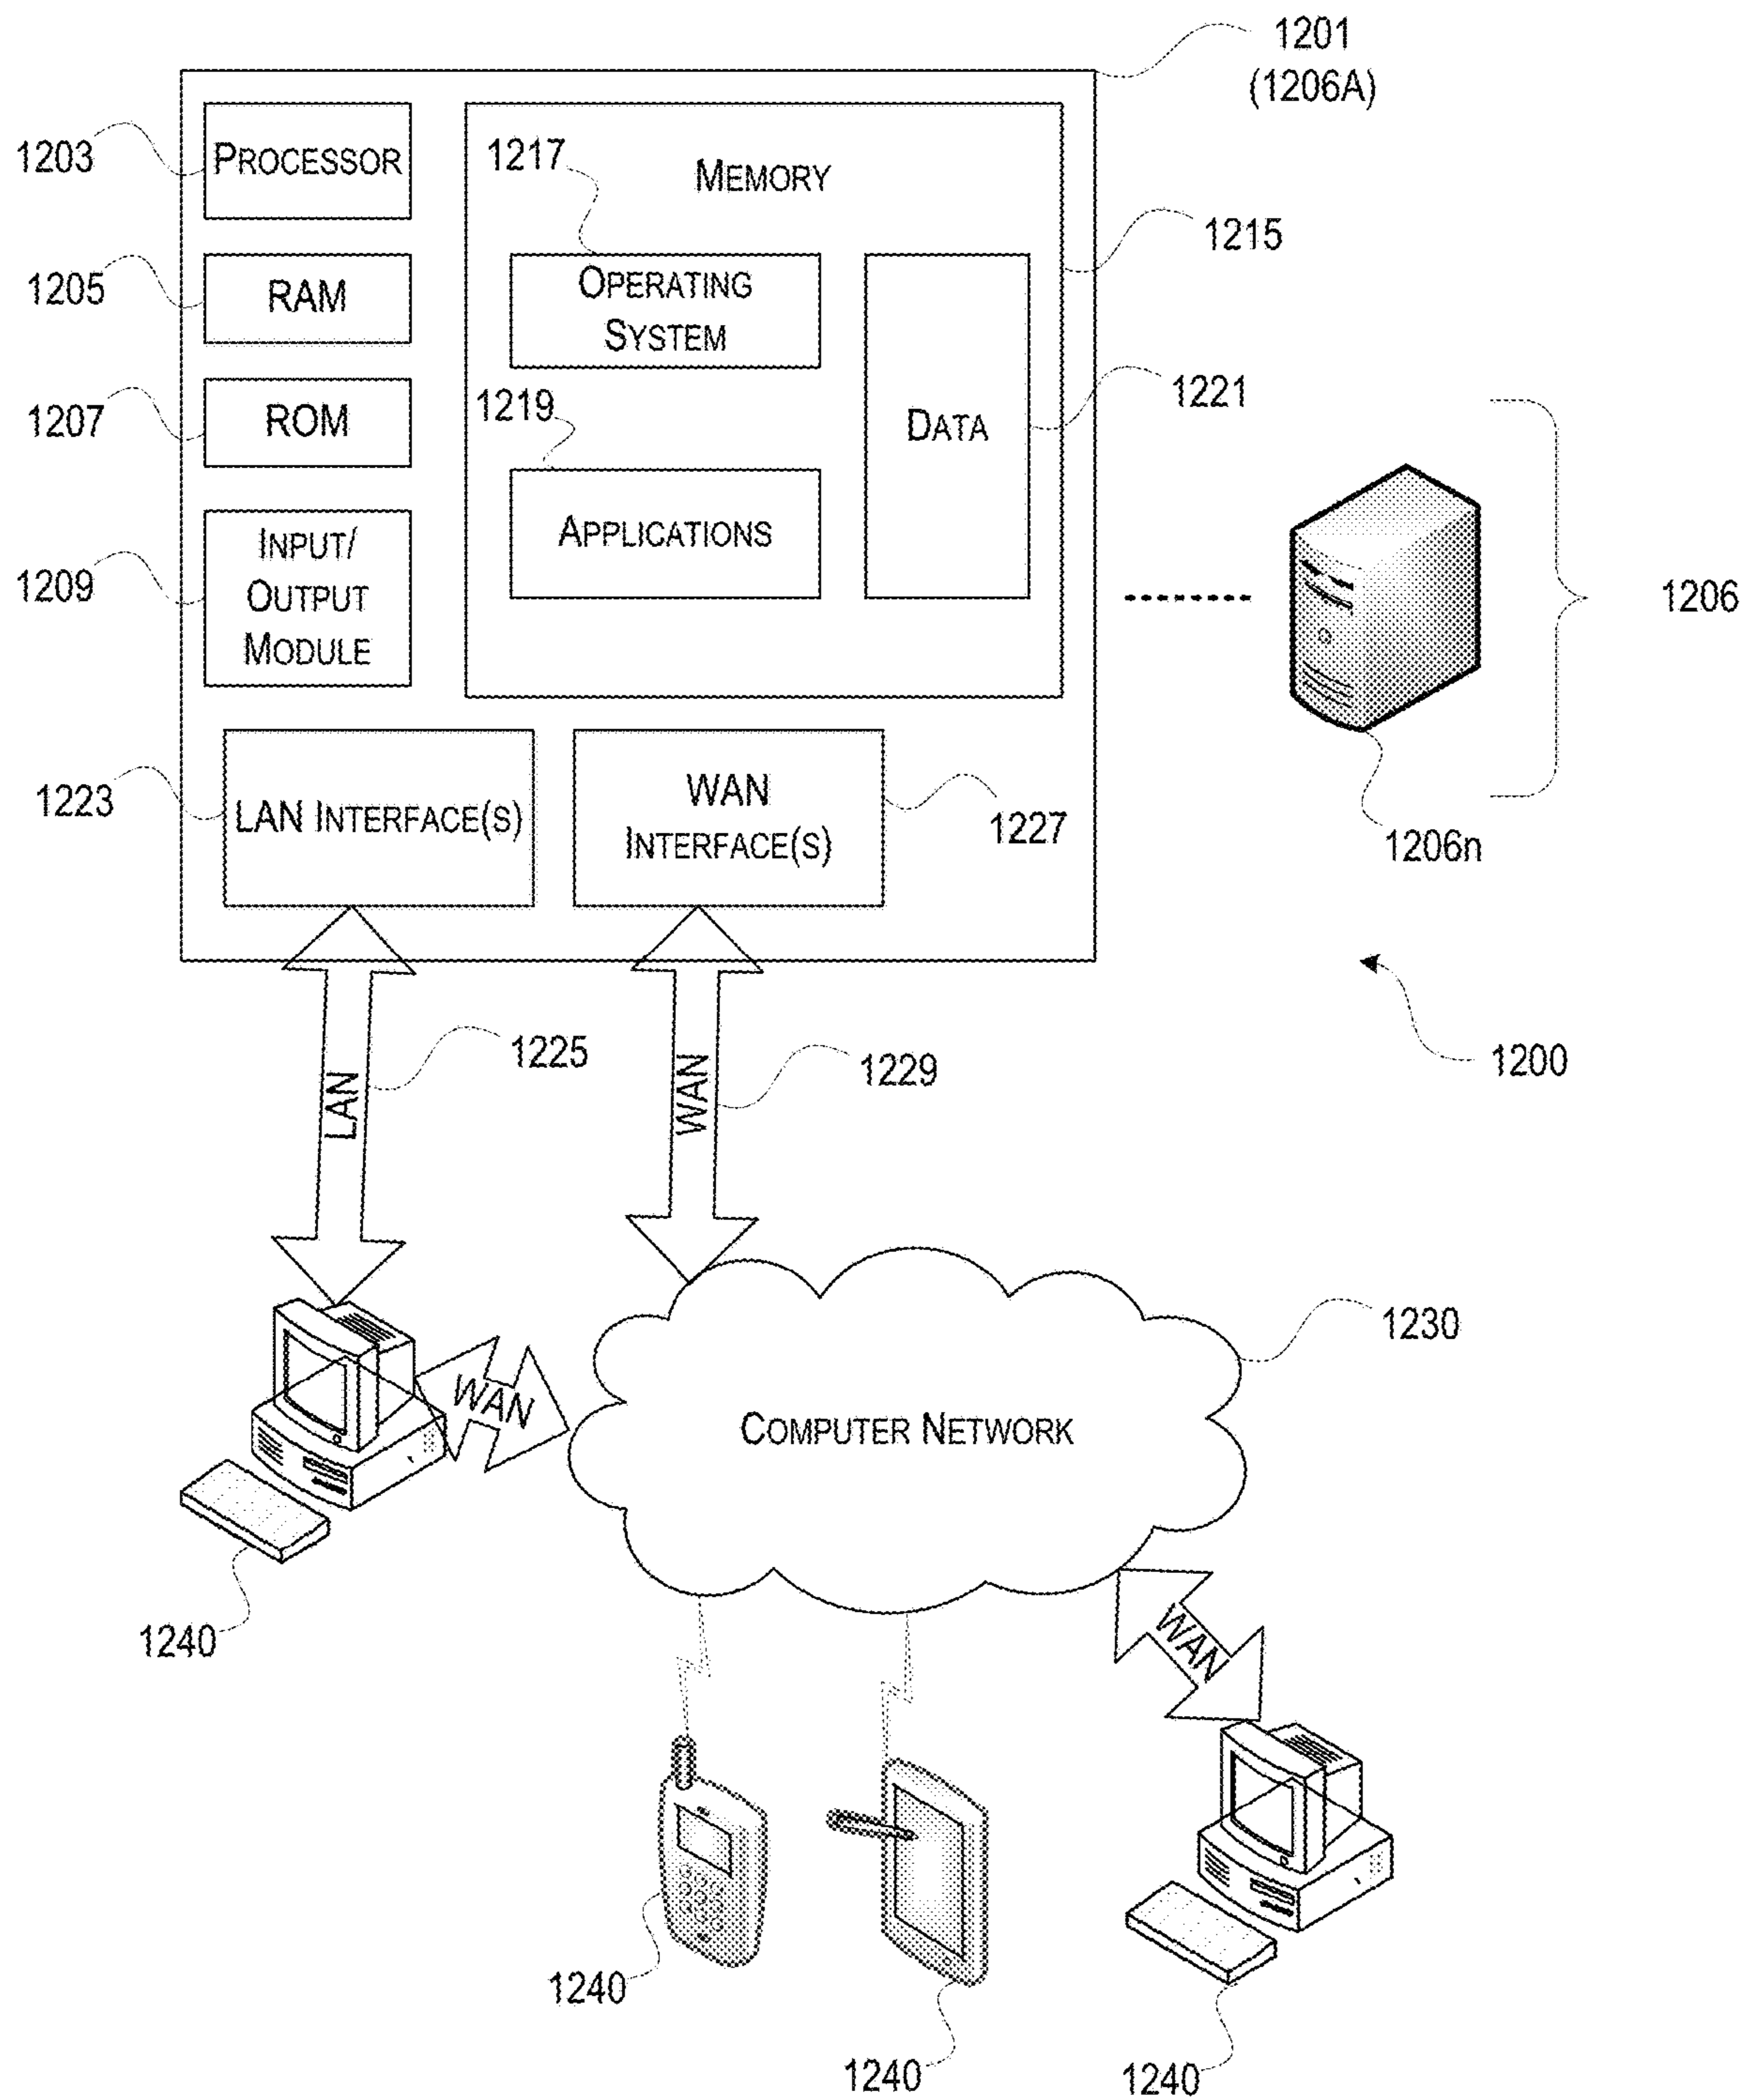 1201
(1206A)
1203
PROCESSOR
1217
MEMORY
1215
1205
RAM
OPERATING
SYSTEM
1207
ROM
1219
1221
DATA
1209
INPUT/
OUTPUT
MODULE
APPLICATIONS
1206
1206n
1223
LAN INTERFACE(S)
WAN
INTERFACE(S)
1227
1225
LAN
1229
WAN
1200
1230
WAN
COMPUTER NETWORK
1240
WAN
1240
1240
1240